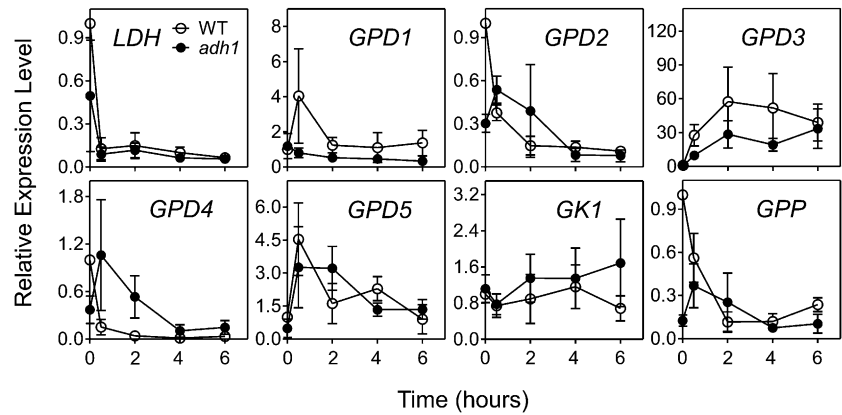 LDH
WT
adh1
0.9
0.6
0.3
0.0
GPD1
8
6
4
2
0
GPD2
0.9
0.6
0.3
0.0
GPD3
120
90
60
30
0
Relative Expression Level
GPD4
1.8
1.2
0.6
0.0
0 2 4 6
GPD5
6.0
4.5
3.0
1.5
0.0
0 2 4 6
GK1
3.2
2.4
1.6
0.8
0.0
0 2 4 6
GPP
0.9
0.6
0.3
0.0
0 2 4 6
Time (hours)